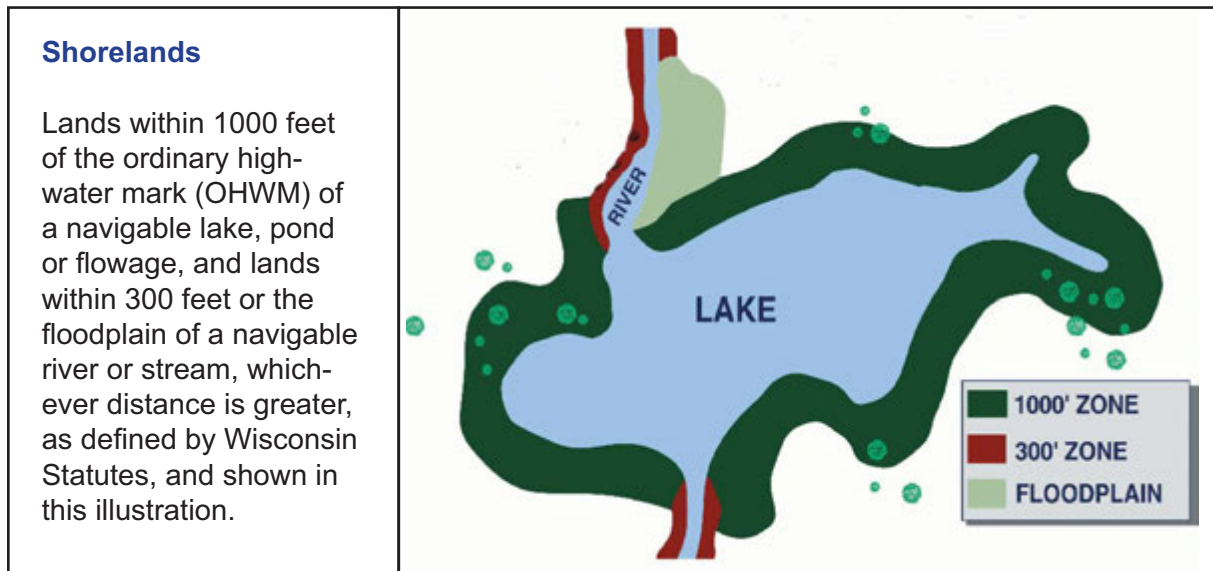 Shorelands
Lands within 1000 feet
of the ordinary high-
water mark (OHWM) of
a navigable lake, pond
or flowage, and lands
within 300 feet or the
floodplain of a navigable
river or stream, which-
ever distance is greater,
as defined by Wisconsin
Statutes, and shown in
this illustration.
RIVER
LAKE
1000' ZONE
300' ZONE
FLOODPLAIN